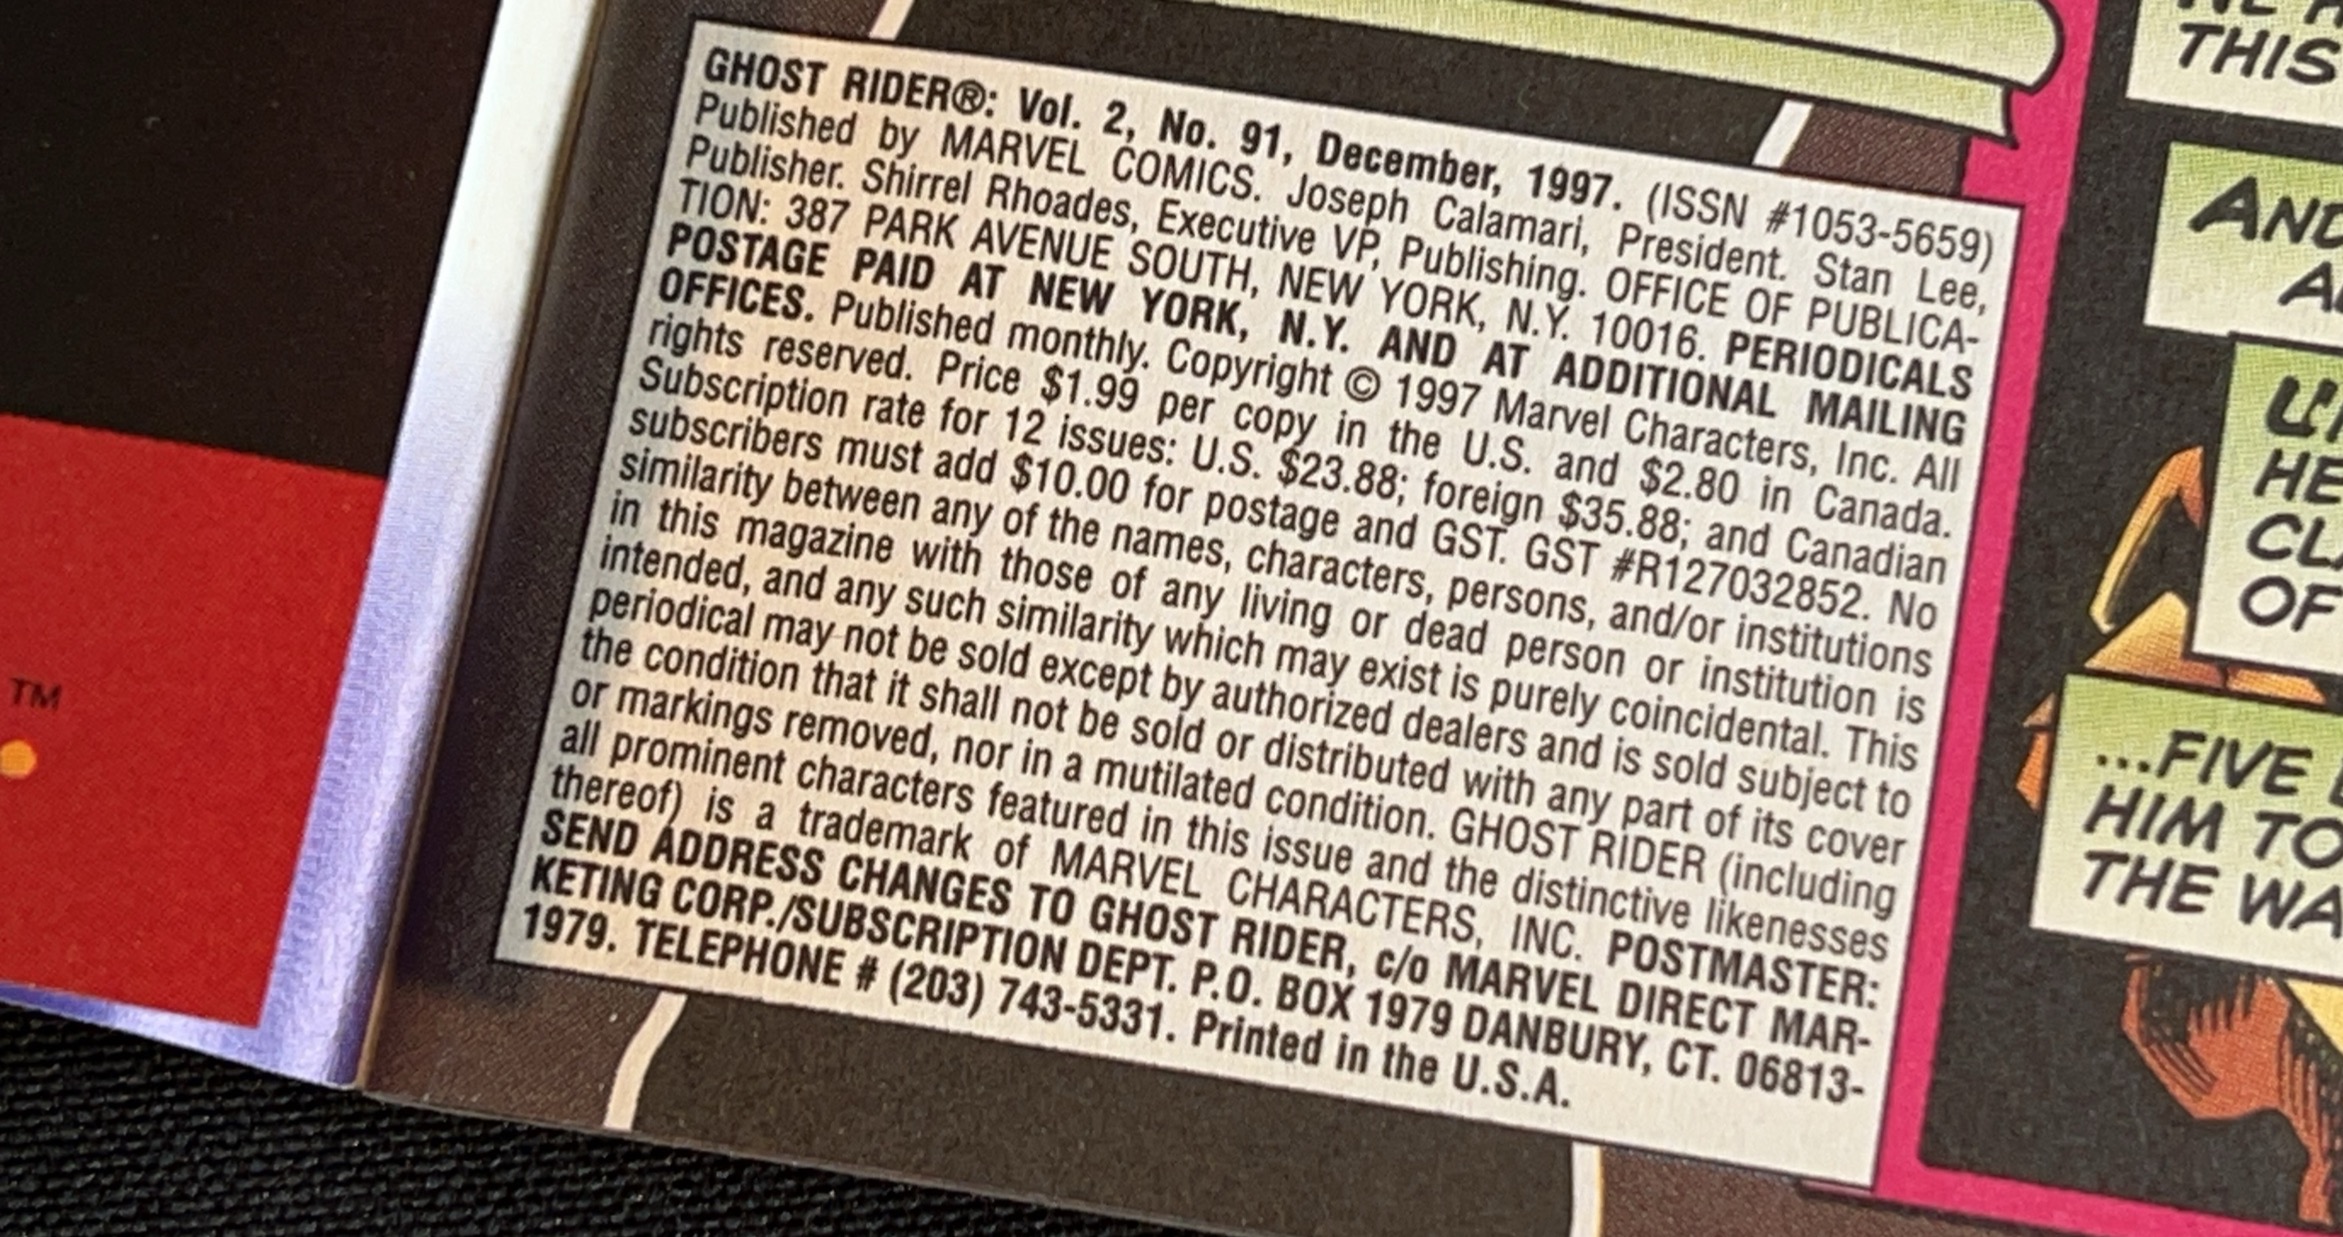 GHOST RIDER®: Vol. 2, No. 91, December, 1997. (ISSN #1053-5659)
Published by MARVEL COMICS. Joseph Calamari, President. Stan Lee,
Publisher. Shirrel Rhoades, Executive VP, Publishing. OFFICE OF PUBLICA-
TION: 387 PARK AVENUE SOUTH, NEW YORK, N.Y. 10016. PERIODICALS
POSTAGE PAID AT NEW YORK, N.Y. AND AT ADDITIONAL MAILING
OFFICES. Published monthly. Copyright © 1997 Marvel Characters, Inc. All
rights reserved. Price $1.99 per copy in the U.S. and $2.80 in Canada.
Subscription rate for 12 issues: U.S. $23.88; foreign $35.88; and Canadian
subscribers must add $10.00 for postage and GST. GST #R127032852. No
similarity between any of the names, characters, persons, and/or institutions
in this magazine with those of any living or dead person or institution is
intended, and any such similarity which may exist is purely coincidental. This
periodical may not be sold except by authorized dealers and is sold subject to
the condition that it shall not be sold or distributed with any part of its cover
or markings removed, nor in a mutilated condition. GHOST RIDER (including
all prominent characters featured in this issue and the distinctive likenesses
thereof) is a trademark of MARVEL CHARACTERS, INC. POSTMASTER:
SEND ADDRESS CHANGES TO GHOST RIDER, c/o MARVEL DIRECT MAR-
KETING CORP./SUBSCRIPTION DEPT. P.O. BOX 1979 DANBURY, CT. 06813-
1979. TELEPHONE # (203) 743-5331. Printed in the U.S.A.
TM
THIS
AND
HE
OF
...FIVE
HIM TO
THE WA